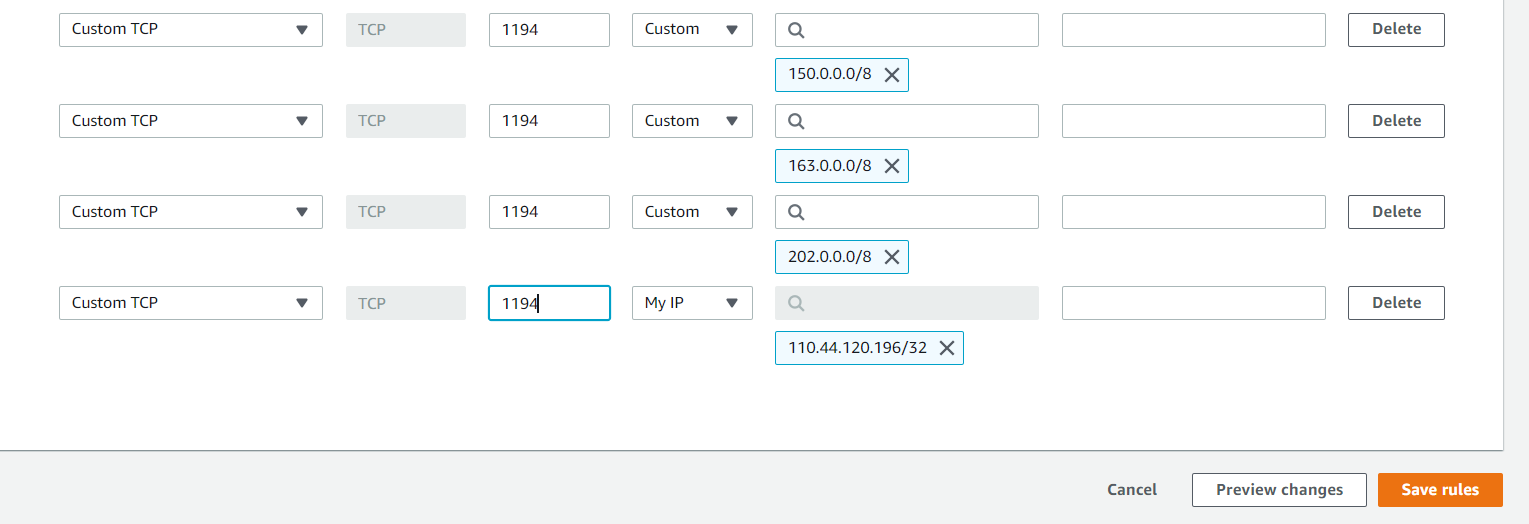 Custom TCP TCP 1194 Custom Delete
150.0.0.0/8
Custom TCP TCP 1194 Custom Delete
163.0.0.0/8
Custom TCP TCP 1194 Custom Delete
202.0.0.0/8
Custom TCP TCP 1194 My IP Delete
110.44.120.196/32
Cancel Preview changes Save rules